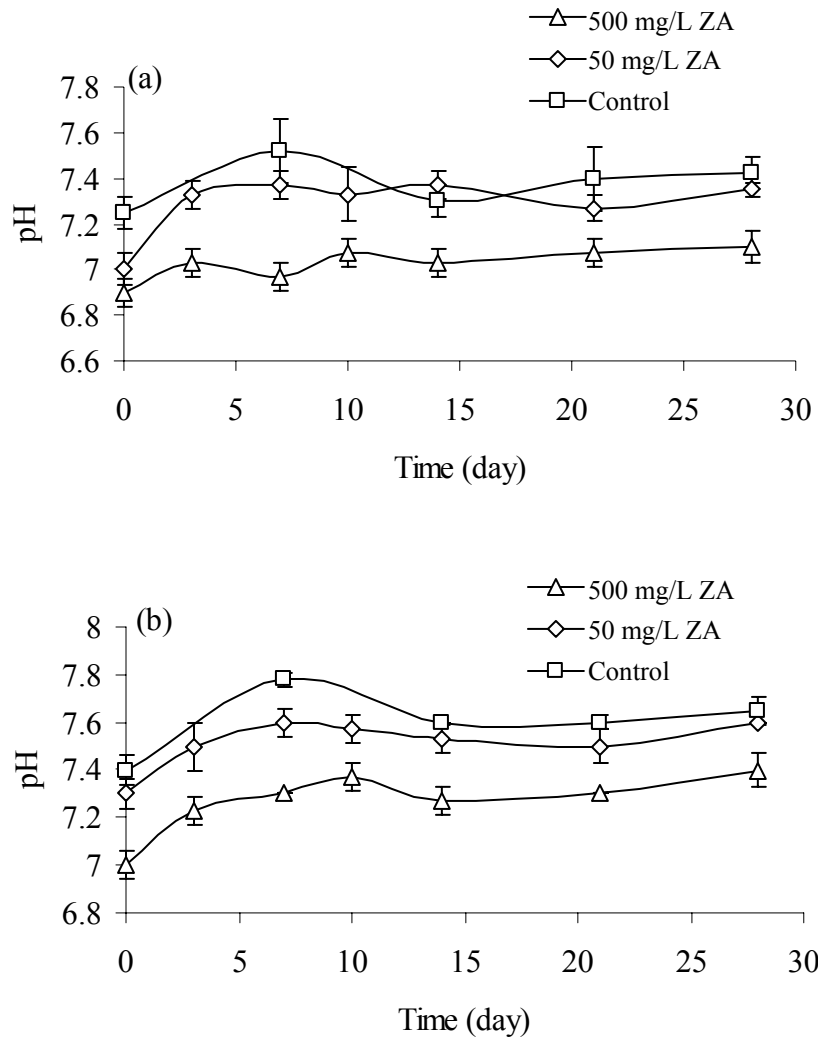 500 mg/L ZA
50 mg/L ZA
Control
(a)
7.8
7.6
7.4
7.2
7
6.8
6.6
pH
0 5 10 15 20 25 30
Time (day)
500 mg/L ZA
50 mg/L ZA
Control
(b)
8
7.8
7.6
7.4
7.2
7
6.8
pH
0 5 10 15 20 25 30
Time (day)